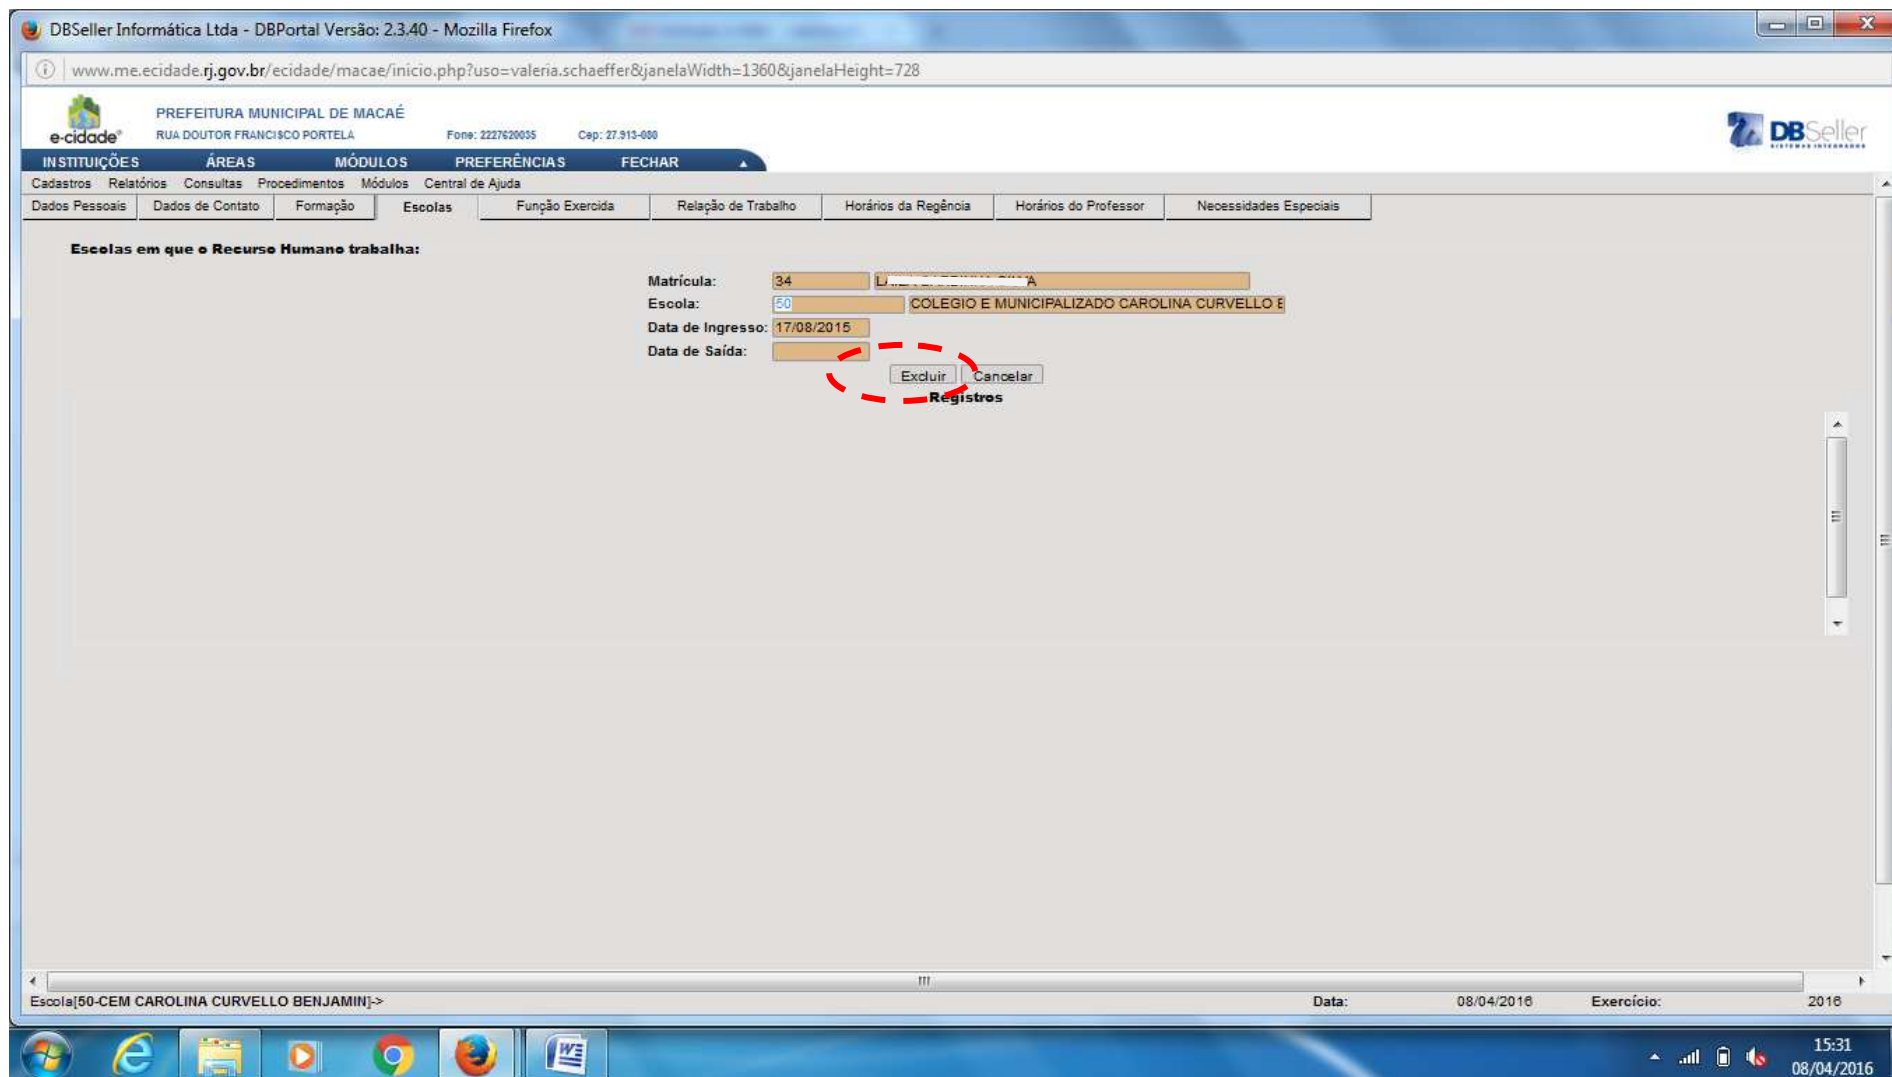 DBSeller Informática Ltda - DBPortal Versão: 2.3.40 - Mozilla Firefox
www.me.ecidade.rj.gov.br/ecidade/macae/inicio.php?uso=valeria.schaeffer&janelaWidth=1360&janelaHeight=728
e-cidade®
PREFEITURA MUNICIPAL DE MACAÉ
RUA DOUTOR FRANCISCO PORTELA Fone: 2227620035 Cep: 27.913-080
DBSeller
SISTEMAS INTEGRADOS
INSTITUIÇÕES ÁREAS MÓDULOS PREFERÊNCIAS FECHAR
Cadastros Relatórios Consultas Procedimentos Módulos Central de Ajuda
Dados Pessoais Dados de Contato Formação Escolas Função Exercida Relação de Trabalho Horários da Regência Horários do Professor Necessidades Especiais
Escolas em que o Recurso Humano trabalha:
Matrícula: 34
Escola: 50 COLEGIO E MUNICIPALIZADO CAROLINA CURVELLO B
Data de Ingresso: 17/08/2015
Data de Saída:
Excluir Cancelar
Registros
Escola[50-CEM CAROLINA CURVELLO BENJAMIN]-> Data: 08/04/2016 Exercício: 2016
15:31
08/04/2016